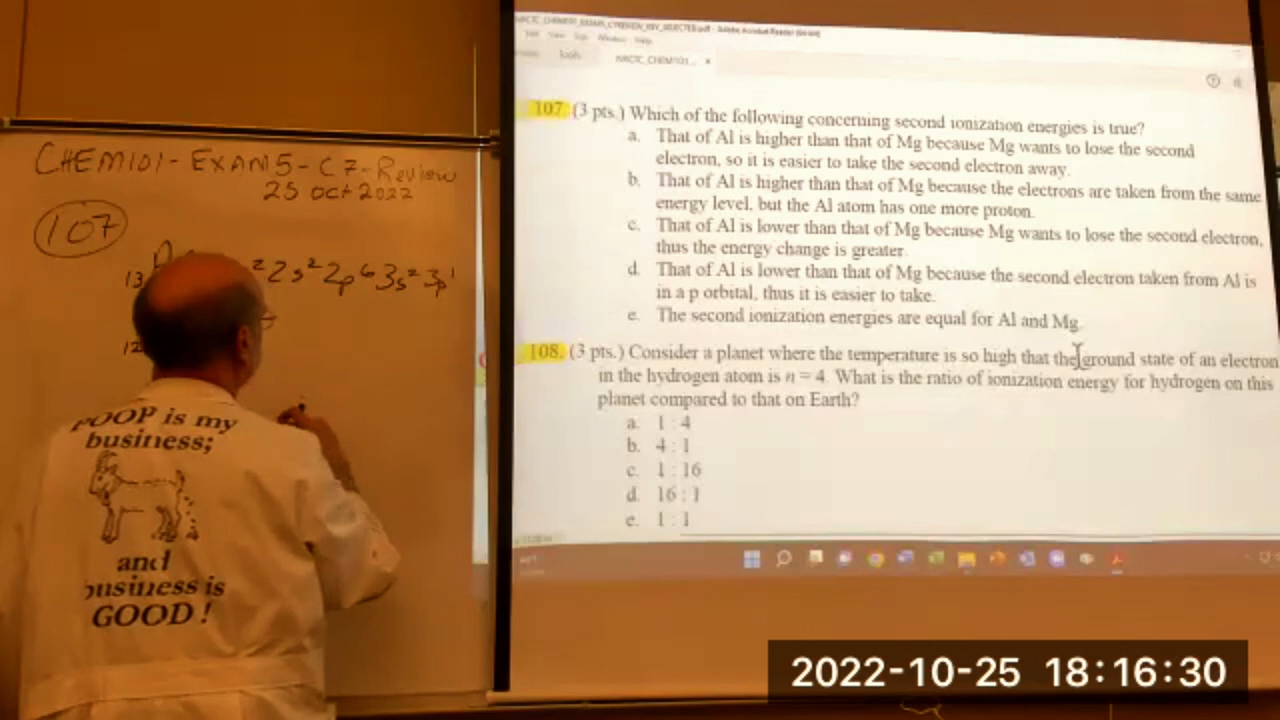 CHEM101-EXAM5-C7-Review
25 OCT 2022
107
13
2s²2p⁶3s²3p¹
12
POOP is my
business;
and
business is
GOOD!
Tools
107. (3 pts.) Which of the following concerning second ionization energies is true?
a. That of Al is higher than that of Mg because Mg wants to lose the second
electron, so it is easier to take the second electron away.
b. That of Al is higher than that of Mg because the electrons are taken from the same
energy level, but the Al atom has one more proton.
c. That of Al is lower than that of Mg because Mg wants to lose the second electron,
thus the energy change is greater.
d. That of Al is lower than that of Mg because the second electron taken from Al is
in a p orbital, thus it is easier to take.
e. The second ionization energies are equal for Al and Mg.
108. (3 pts.) Consider a planet where the temperature is so high that the ground state of an electron
in the hydrogen atom is n = 4. What is the ratio of ionization energy for hydrogen on this
planet compared to that on Earth?
a. 1 : 4
b. 4 : 1
c. 1 : 16
d. 16 : 1
e. 1 : 1
2022-10-25 18:16:30